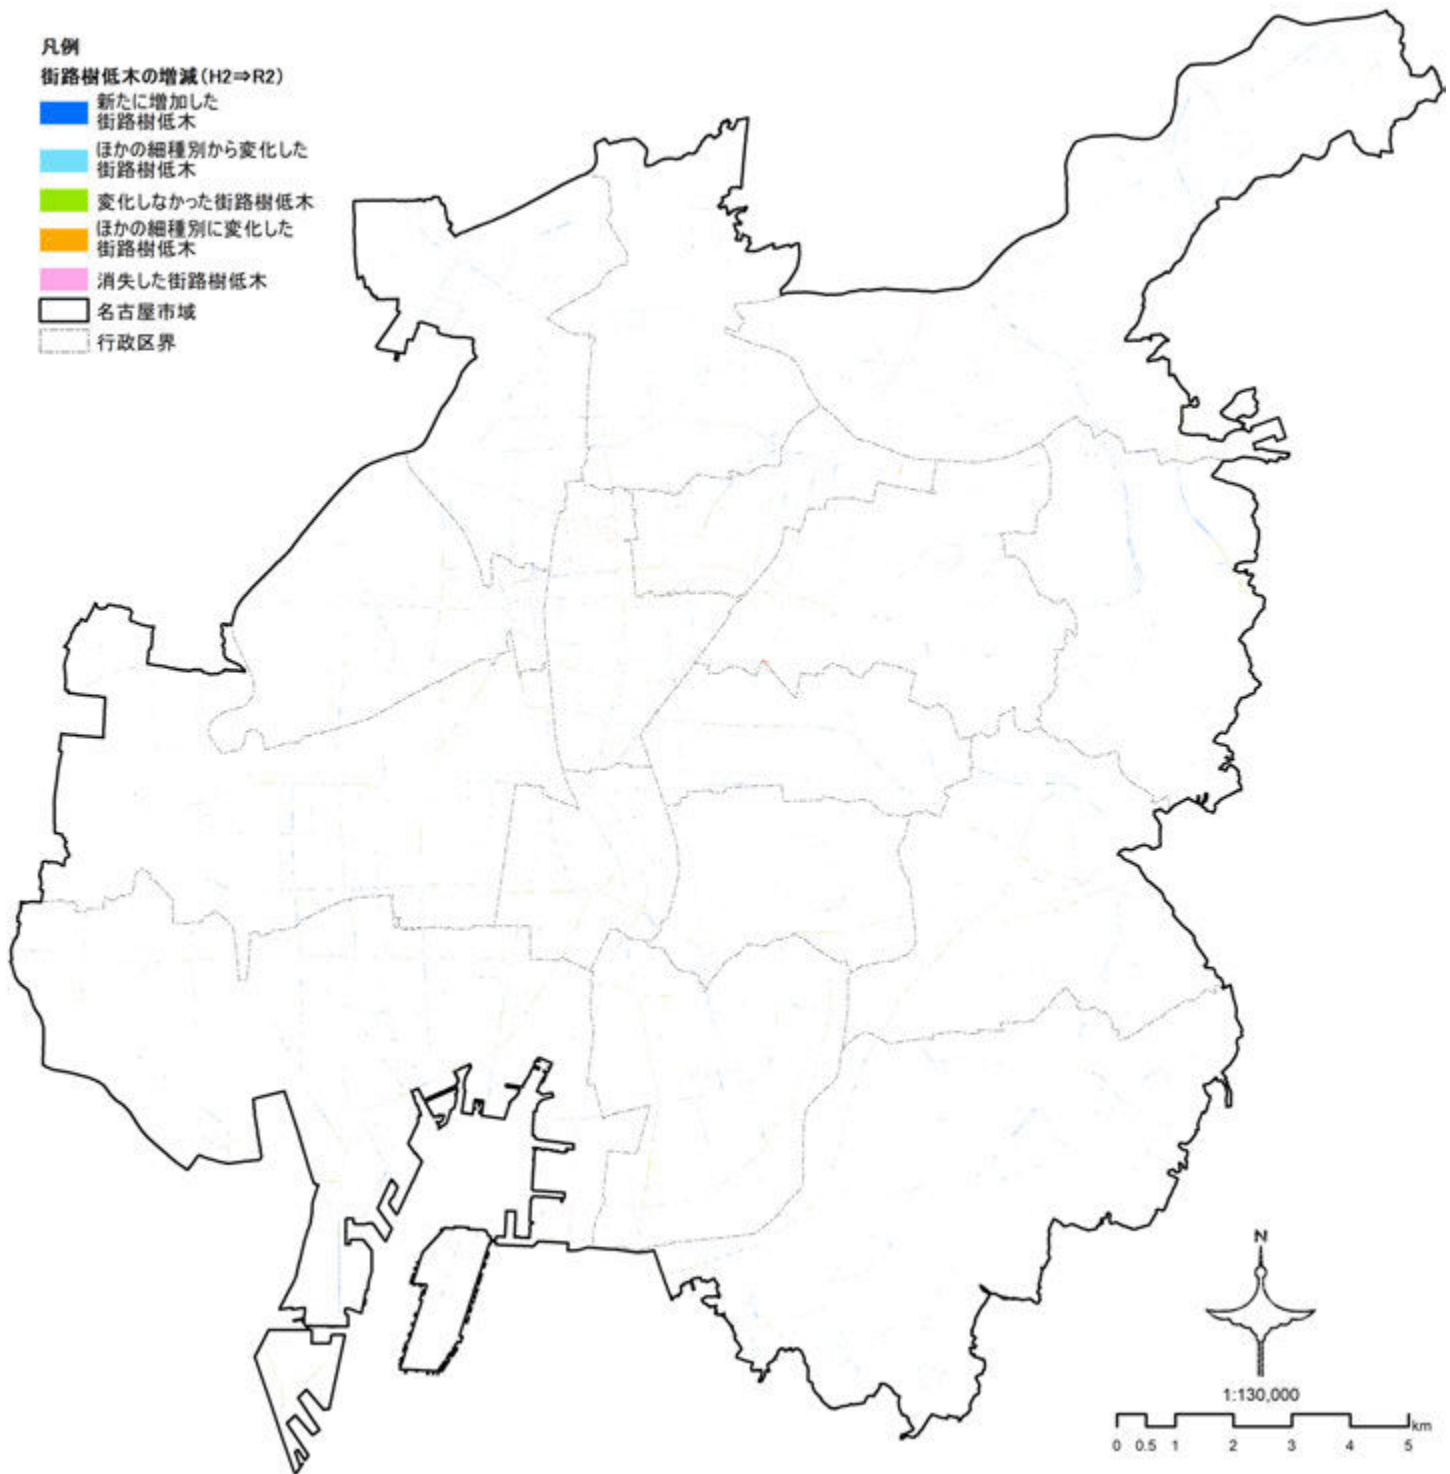 凡例
街路樹低木の増減(H2⇒R2)
新たに増加した
街路樹低木
ほかの細種別から変化した
街路樹低木
変化しなかった街路樹低木
ほかの細種別に変化した
街路樹低木
消失した街路樹低木
名古屋市域
行政区界
N
1:130,000
km
0 0.5 1 2 3 4 5